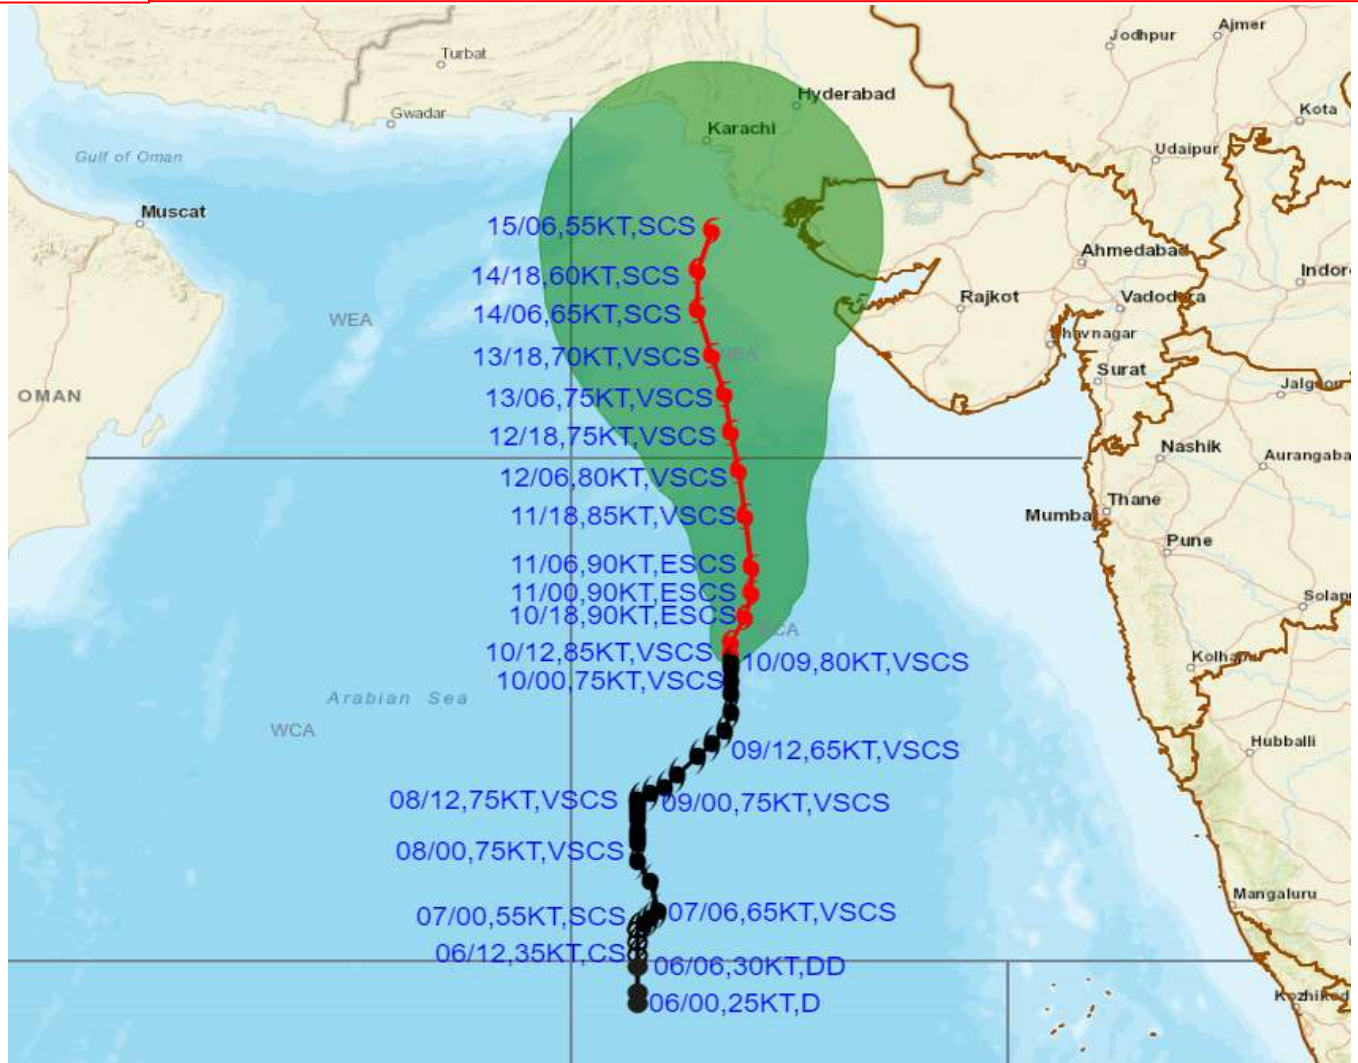 Jodhpur
Ajmer
Turbat
Hyderabad
Kota
Gwadar
Karachi
Udaipur
Gulf of Oman
Muscat
15/06,55KT,SCS
Ahmedabad
14/18,60KT,SCS
Indor
Rajkot
Vadodara
14/06,65KT,SCS
WEA
Bhavnagar
13/18,70KT,VSCS
Surat
Jalgaon
OMAN
13/06,75KT,VSCS
12/18,75KT,VSCS
Nashik
Aurangaba
12/06,80KT,VSCS
Thane
11/18,85KT,VSCS
Mumbai
Pune
11/06,90KT,ESCS
11/00,90KT,ESCS
Solapu
10/18,90KT,ESCS
10/12,85KT,VSCS
10/09,80KT,VSCS
Kolhapur
10/00,75KT,VSCS
Arabian Sea
WCA
Hubballi
09/12,65KT,VSCS
08/12,75KT,VSCS
09/00,75KT,VSCS
08/00,75KT,VSCS
Mangaluru
07/00,55KT,SCS
07/06,65KT,VSCS
06/12,35KT,CS
06/06,30KT,DD
06/00,25KT,D
Kozhikod